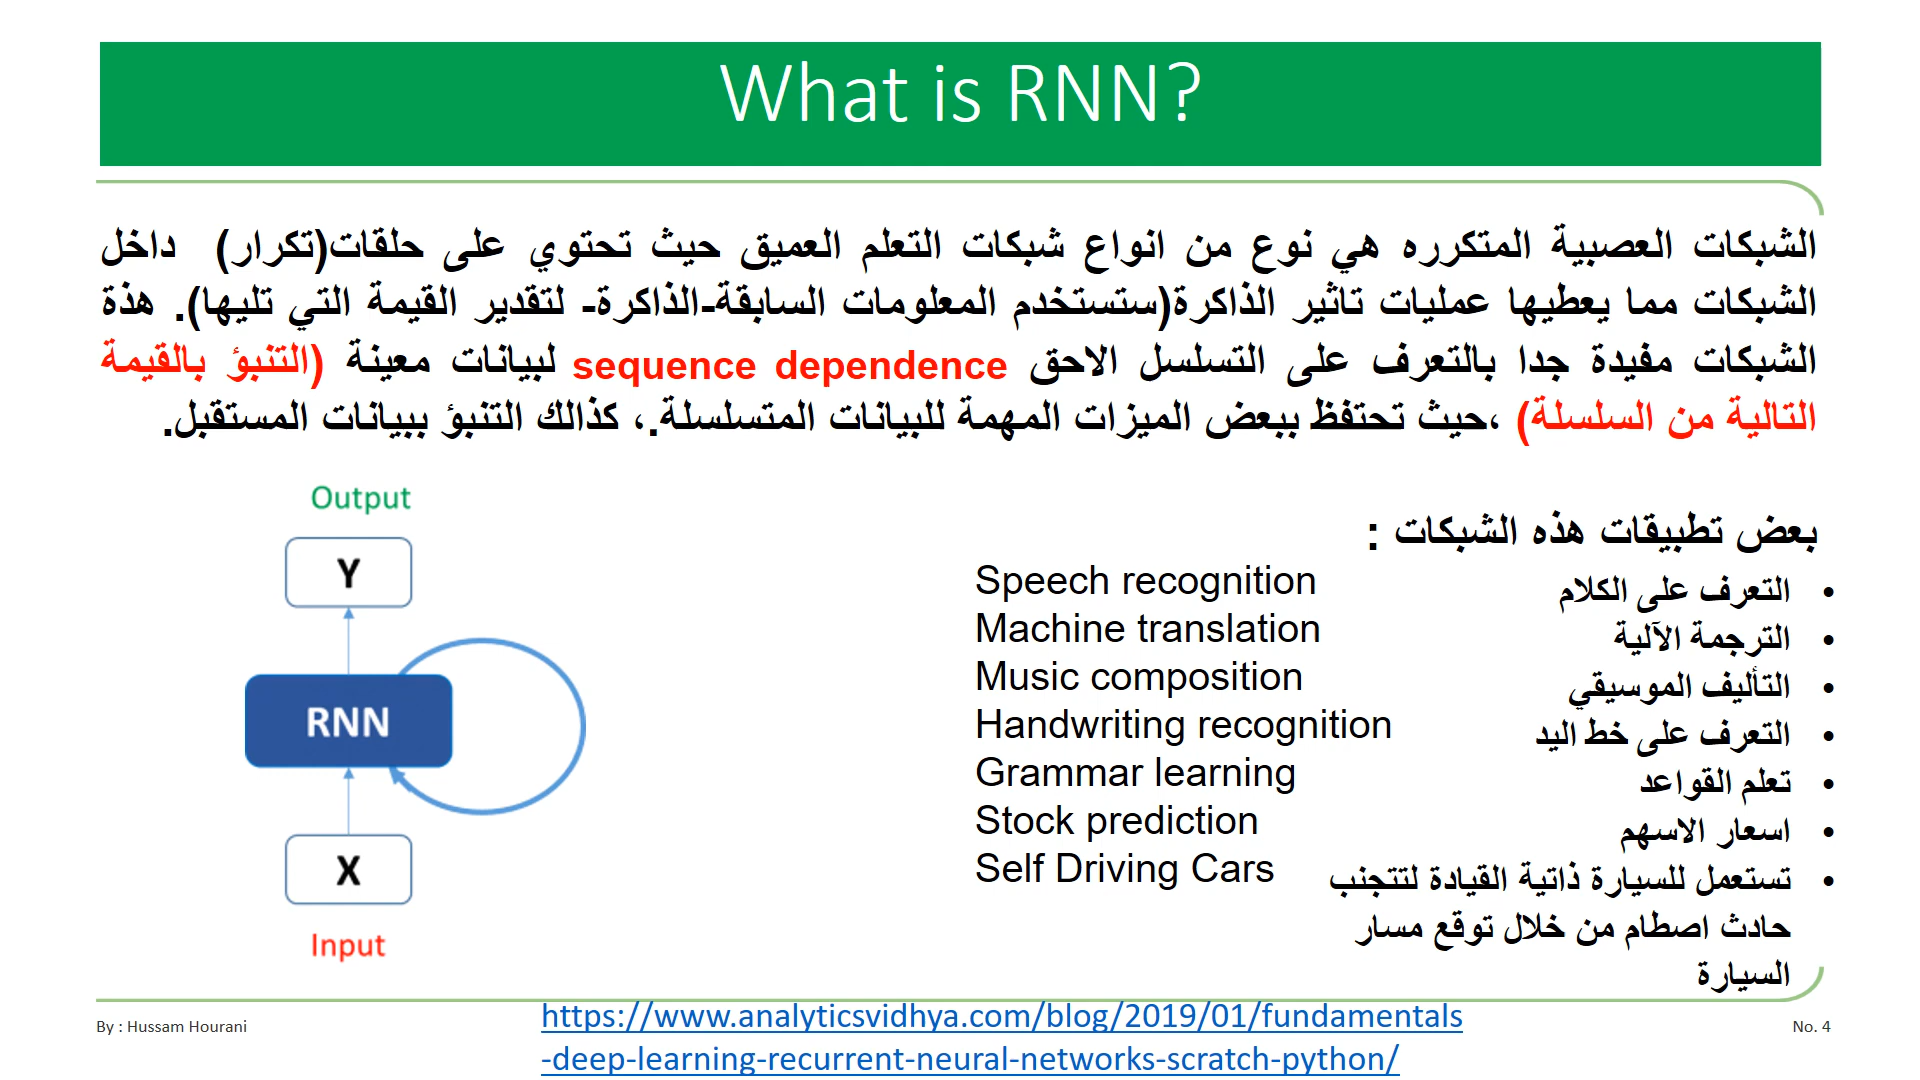 What is RNN?
الشبكات العصبية المتكرره هي نوع من انواع شبكات التعلم العميق حيث تحتوي على حلقات(تكرار) داخل
الشبكات مما يعطيها عمليات تاثير الذاكرة(ستستخدم المعلومات السابقة-الذاكرة- لتقدير القيمة التي تليها). هذة
الشبكات مفيدة جدا بالتعرف على التسلسل الاحق sequence dependence لبيانات معينة (التنبؤ بالقيمة
التالية من السلسلة) ،حيث تحتفظ ببعض الميزات المهمة للبيانات المتسلسلة.، كذالك التنبؤ ببيانات المستقبل.
Output
Y
RNN
X
Input
بعض تطبيقات هذه الشبكات :
Speech recognition
Machine translation
Music composition
Handwriting recognition
Grammar learning
Stock prediction
Self Driving Cars
• التعرف على الكلام
• الترجمة الآلية
• التأليف الموسيقي
• التعرف على خط اليد
• تعلم القواعد
• اسعار الاسهم
• تستعمل للسيارة ذاتية القيادة لتتجنب
حادث اصطام من خلال توقع مسار
السيارة
By : Hussam Hourani
https://www.analyticsvidhya.com/blog/2019/01/fundamentals
-deep-learning-recurrent-neural-networks-scratch-python/
No. 4